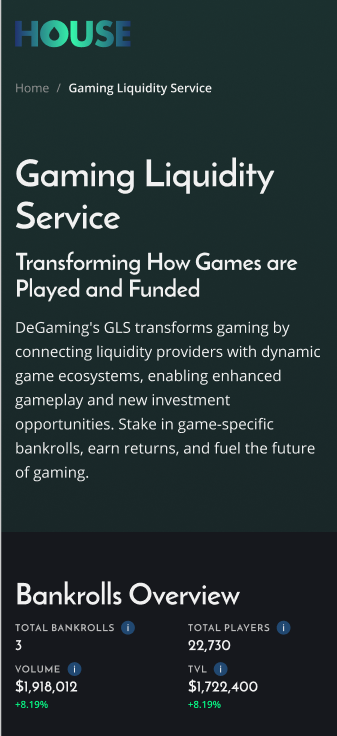 HOUSE
Home / Gaming Liquidity Service
Gaming Liquidity
Service
Transforming How Games are
Played and Funded
DeGaming's GLS transforms gaming by
connecting liquidity providers with dynamic
game ecosystems, enabling enhanced
gameplay and new investment
opportunities. Stake in game-specific
bankrolls, earn returns, and fuel the future
of gaming.
Bankrolls Overview
TOTAL BANKROLLS i TOTAL PLAYERS i
3 22,730
VOLUME i TVL i
$1,918,012 $1,722,400
+8.19% +8.19%